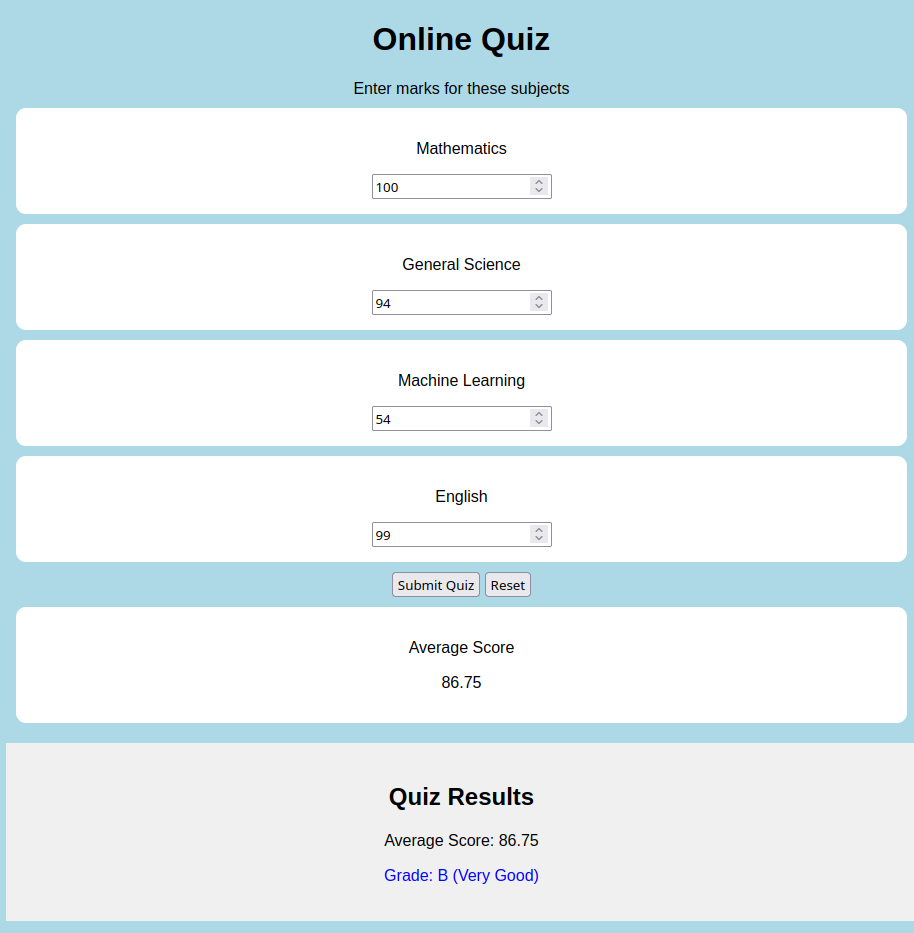 Online Quiz
Enter marks for these subjects
Mathematics
100
General Science
94
Machine Learning
54
English
99
Submit Quiz Reset
Average Score
86.75
Quiz Results
Average Score: 86.75
Grade: B (Very Good)